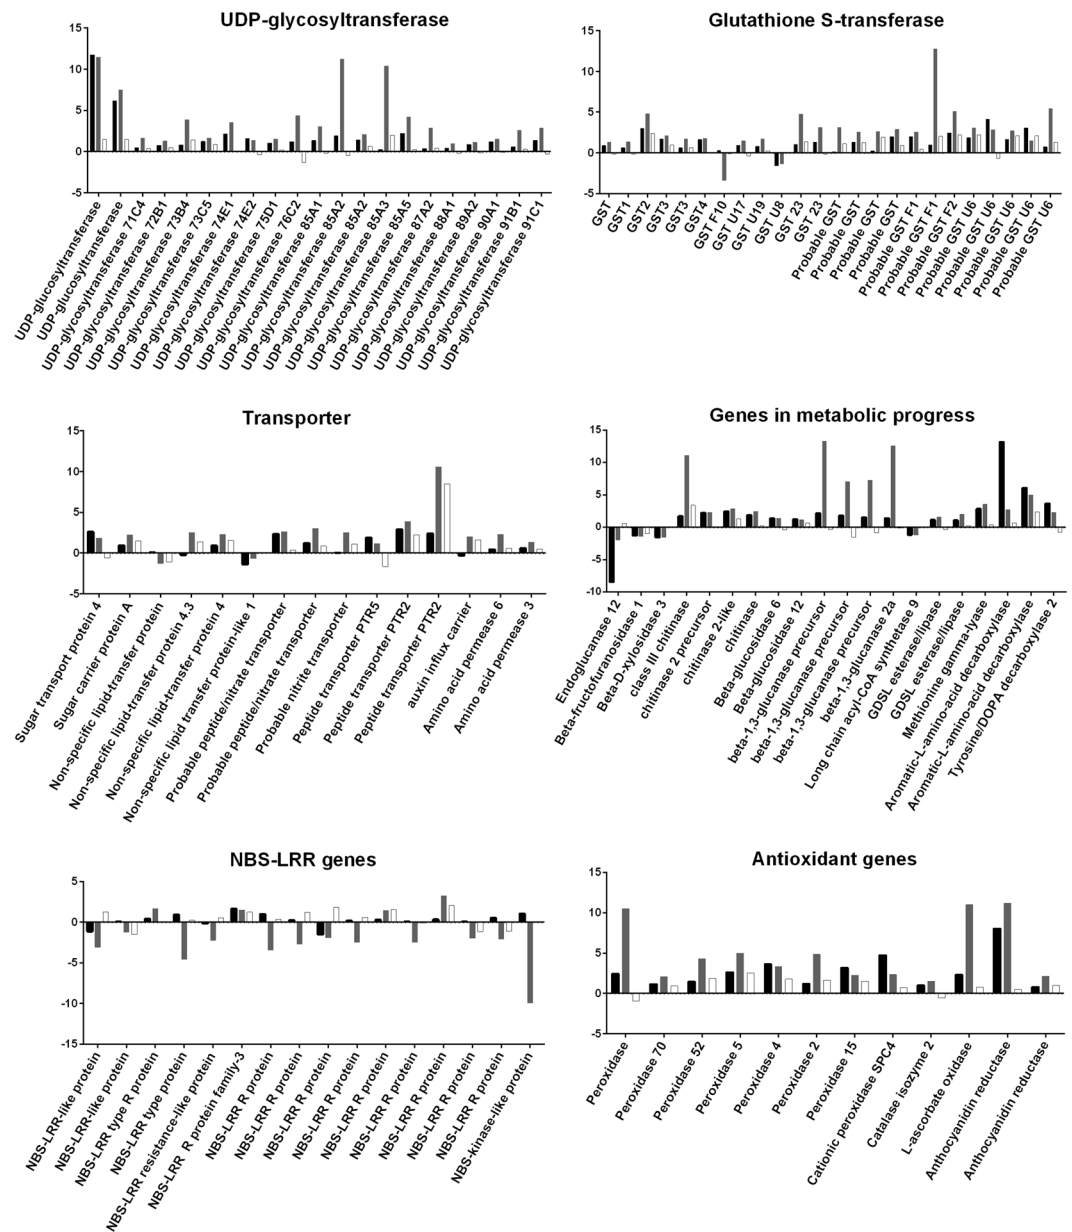 UDP-glycosyltransferase
15
10
5
0
-5
UDP-glucosyltransferase
UDP-glucosyltransferase
UDP-glycosyltransferase 71C4
UDP-glycosyltransferase 72B1
UDP-glycosyltransferase 73B4
UDP-glycosyltransferase 73C5
UDP-glycosyltransferase 74E1
UDP-glycosyltransferase 74E2
UDP-glycosyltransferase 75D1
UDP-glycosyltransferase 76C2
UDP-glycosyltransferase 85A1
UDP-glycosyltransferase 85A2
UDP-glycosyltransferase 85A2
UDP-glycosyltransferase 85A3
UDP-glycosyltransferase 85A5
UDP-glycosyltransferase 87A2
UDP-glycosyltransferase 88A1
UDP-glycosyltransferase 89A2
UDP-glycosyltransferase 90A1
UDP-glycosyltransferase 91B1
UDP-glycosyltransferase 91C1
Glutathione S-transferase
15
10
5
0
-5
GST
GST1
GST2
GST3
GST3
GST4
GST F10
GST U17
GST U19
GST U8
GST 23
GST 23
Probable GST
Probable GST
Probable GST
Probable GST
Probable GST F1
Probable GST F1
Probable GST F2
Probable GST U6
Probable GST U6
Probable GST U6
Probable GST U6
Probable GST U6
Transporter
15
10
5
0
-5
Sugar transport protein 4
Sugar carrier protein A
Non-specific lipid-transfer protein
Non-specific lipid-transfer protein 4.3
Non-specific lipid-transfer protein 4
Non-specific lipid transfer protein-like 1
Probable peptide/nitrate transporter
Probable peptide/nitrate transporter
Probable nitrite transporter
Peptide transporter PTR5
Peptide transporter PTR2
Peptide transporter PTR2
auxin influx carrier
Amino acid permease 6
Amino acid permease 3
Genes in metabolic progress
15
10
5
0
-5
-10
Endoglucanase 12
Beta-fructofuranosidase 1
Beta-D-xylosidase 3
class III chitinase
chitinase 2 precursor
chitinase 2-like
chitinase
Beta-glucosidase 6
Beta-glucosidase 12
beta-1,3-glucanase precursor
beta-1,3-glucanase precursor
beta-1,3-glucanase precursor
beta-1,3-glucanase 2a
Long chain acyl-CoA synthetase 9
GDSL esterase/lipase
GDSL esterase/lipase
Methionine gamma-lyase
Aromatic-L-amino-acid decarboxylase
Aromatic-L-amino-acid decarboxylase
Tyrosine/DOPA decarboxylase 2
NBS-LRR genes
5
0
-5
-10
-15
NBS-LRR-like protein
NBS-LRR-like protein
NBS-LRR type R protein
NBS-LRR type protein
NBS-LRR resistance-like protein
NBS-LRR R protein family-3
NBS-LRR R protein
NBS-LRR R protein
NBS-LRR R protein
NBS-LRR R protein
NBS-LRR R protein
NBS-LRR R protein
NBS-LRR R protein
NBS-LRR R protein
NBS-LRR R protein
NBS-kinase-like protein
Antioxidant genes
15
10
5
0
-5
Peroxidase
Peroxidase 70
Peroxidase 52
Peroxidase 5
Peroxidase 4
Peroxidase 2
Peroxidase 15
Cationic peroxidase SPC4
Catalase isozyme 2
L-ascorbate oxidase
Anthocyanidin reductase
Anthocyanidin reductase